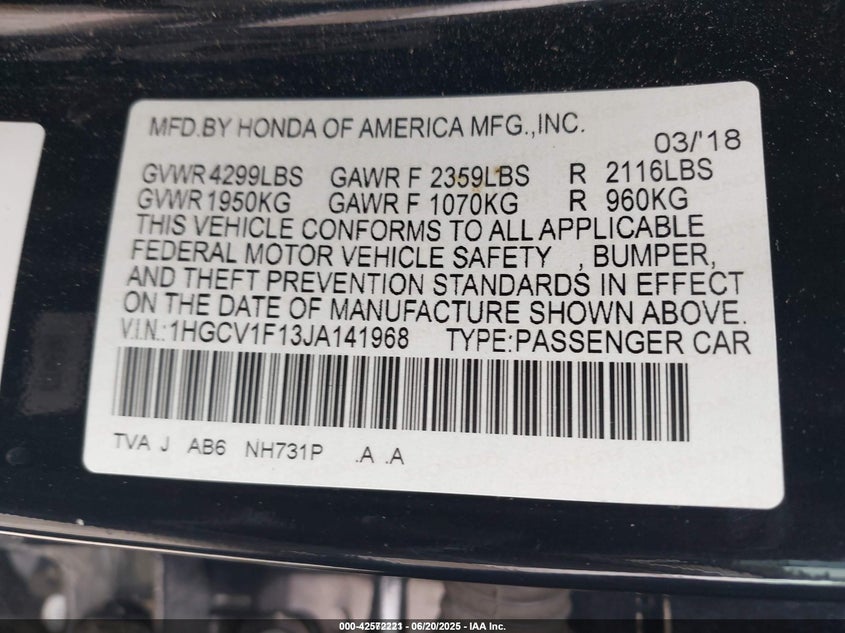 MFD.BY HONDA OF AMERICA MFG.,INC.
03/'18
GVWR 4299LBS GAWR F 2359LBS R 2116LBS
GVWR 1950KG GAWR F 1070KG R 960KG
THIS VEHICLE CONFORMS TO ALL APPLICABLE
FEDERAL MOTOR VEHICLE SAFETY , BUMPER,
AND THEFT PREVENTION STANDARDS IN EFFECT
ON THE DATE OF MANUFACTURE SHOWN ABOVE.
V.I.N.:1HGCV1F13JA141968 TYPE:PASSENGER CAR
TVA J AB6 NH731P .A .A
06/20/2025 - IAA Inc.